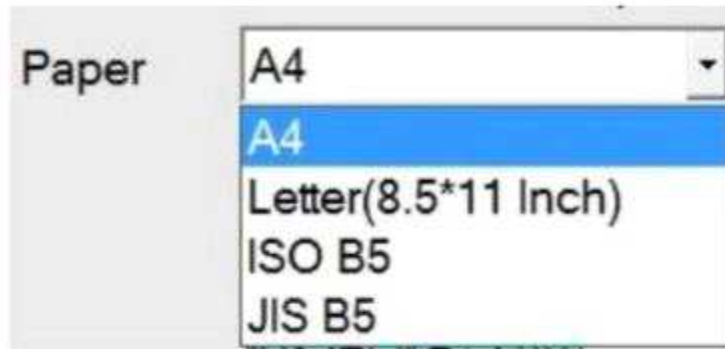 Paper A4
A4
Letter(8.5*11 Inch)
ISO B5
JIS B5